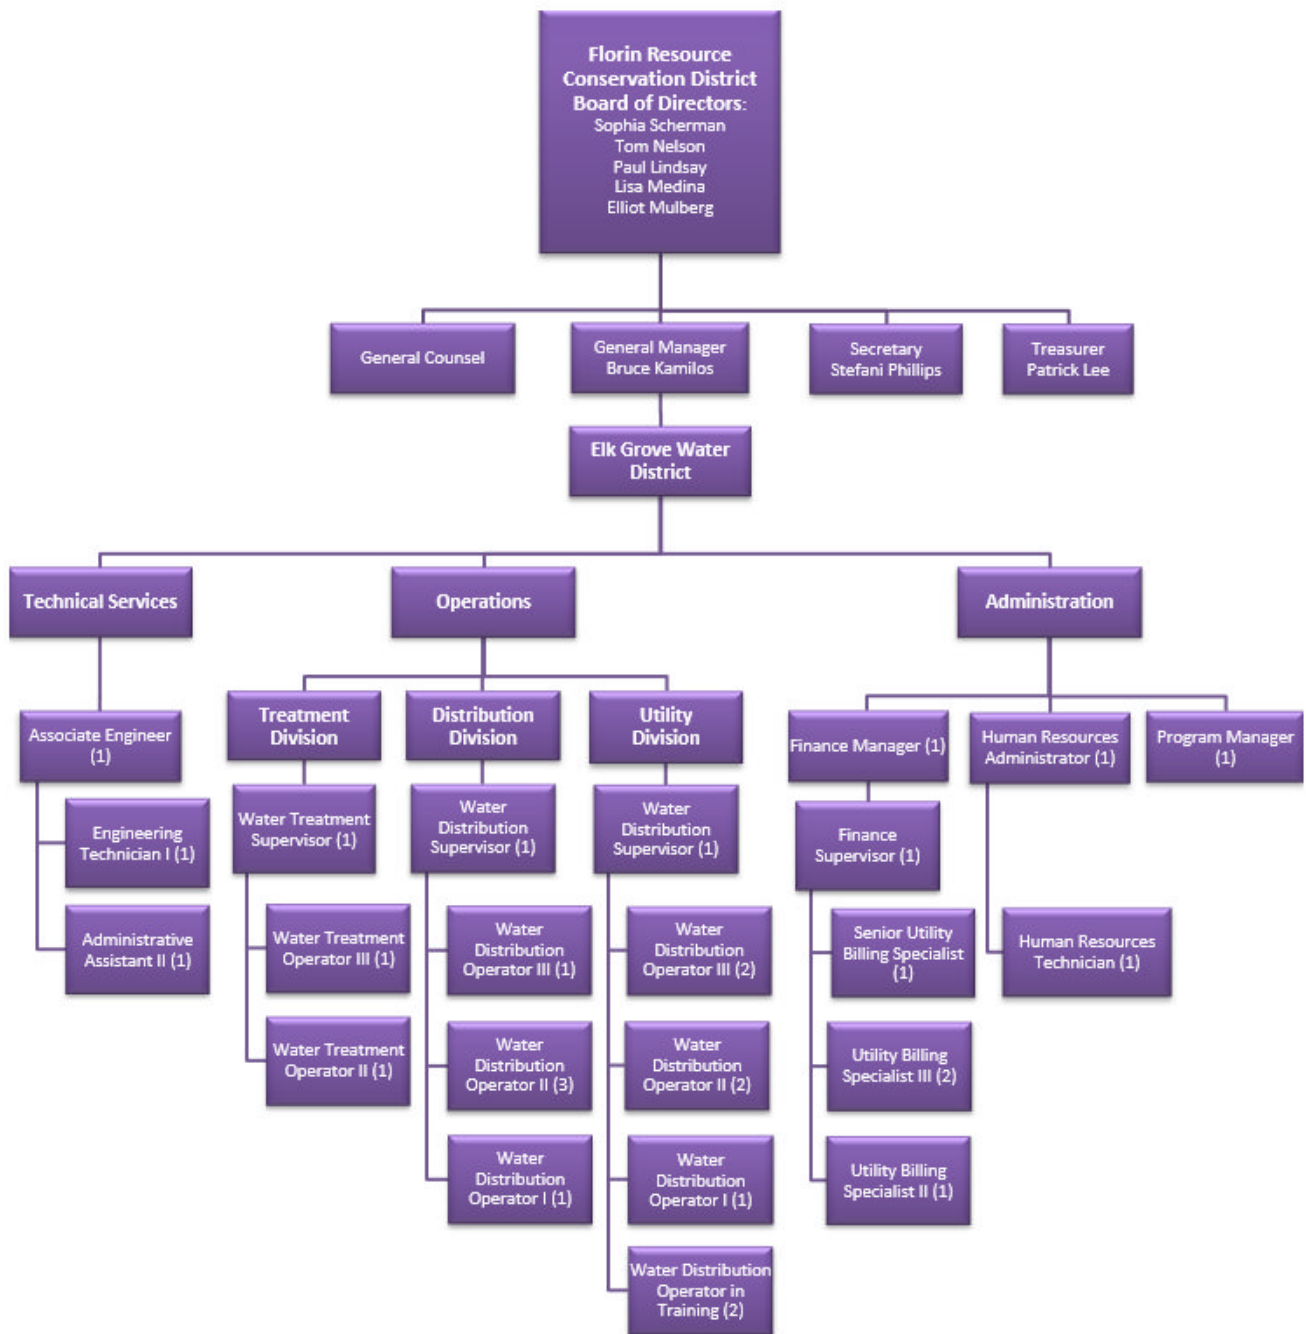 Florin Resource
Conservation District
Board of Directors:
Sophia Scherman
Tom Nelson
Paul Lindsay
Lisa Medina
Elliot Mulberg
General Counsel
General Manager
Bruce Kamilos
Secretary
Stefani Phillips
Treasurer
Patrick Lee
Elk Grove Water
District
Technical Services
Operations
Administration
Associate Engineer
(1)
Engineering
Technician I (1)
Administrative
Assistant II (1)
Treatment
Division
Water Treatment
Supervisor (1)
Water Treatment
Operator III (1)
Water Treatment
Operator II (1)
Distribution
Division
Water
Distribution
Supervisor (1)
Water
Distribution
Operator III (1)
Water
Distribution
Operator II (3)
Water
Distribution
Operator I (1)
Utility
Division
Water
Distribution
Supervisor (1)
Water
Distribution
Operator III (2)
Water
Distribution
Operator II (2)
Water
Distribution
Operator I (1)
Water Distribution
Operator in
Training (2)
Finance Manager (1)
Finance
Supervisor (1)
Senior Utility
Billing Specialist
(1)
Utility Billing
Specialist III (2)
Utility Billing
Specialist II (1)
Human Resources
Administrator (1)
Human Resources
Technician (1)
Program Manager
(1)